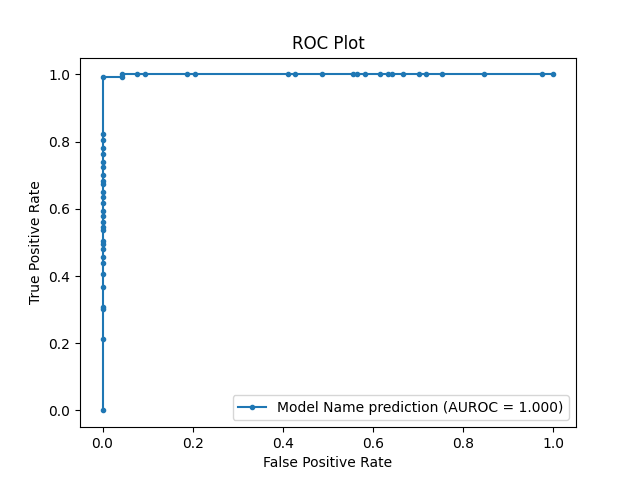 ROC Plot
True Positive Rate
1.0
0.8
0.6
0.4
0.2
0.0
Model Name prediction (AUROC = 1.000)
0.0 0.2 0.4 0.6 0.8 1.0
False Positive Rate